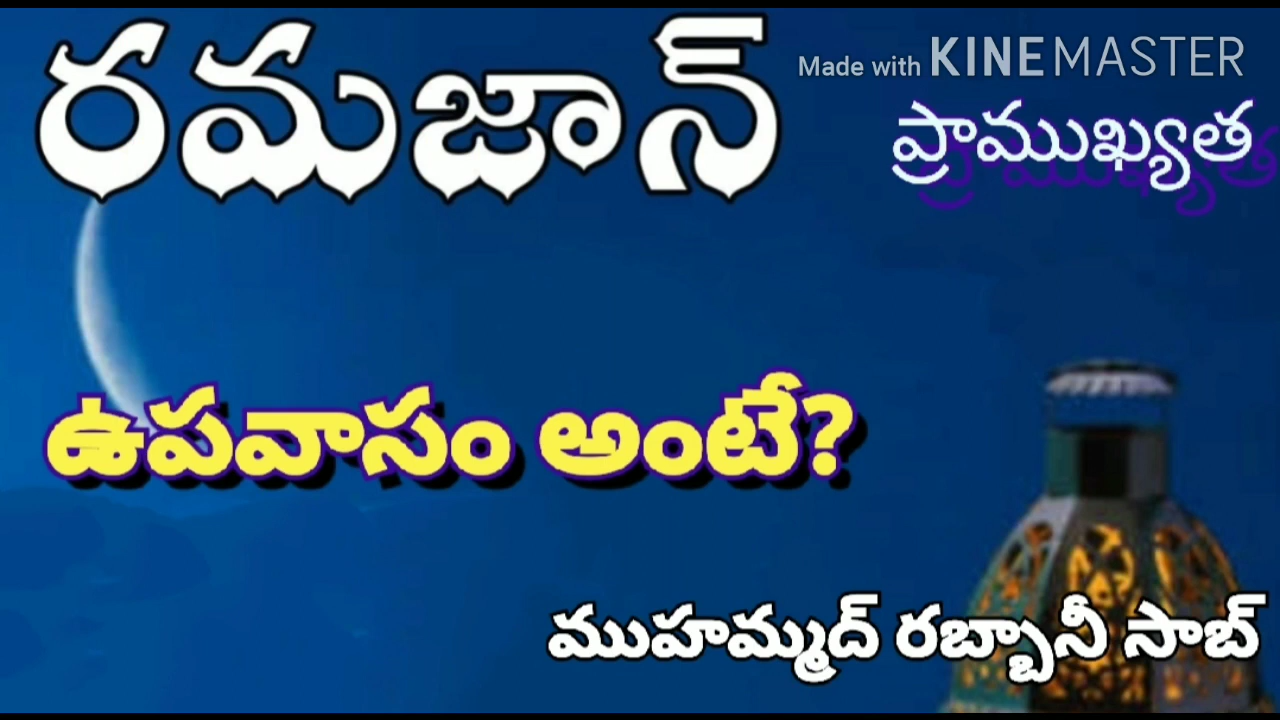 రమజాన్
Made with KINEMASTER
ప్రాముఖ్యత
ఉపవాసం అంటే?
ముహమ్మద్ రబ్బానీ సాబ్